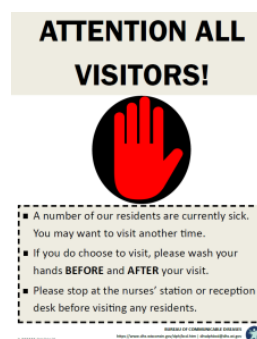 ATTENTION ALL
VISITORS!
▪ A number of our residents are currently sick.
You may want to visit another time.
▪ If you do choose to visit, please wash your
hands BEFORE and AFTER your visit.
▪ Please stop at the nurses’ station or reception
desk before visiting any residents.
BUREAU OF COMMUNICABLE DISEASES